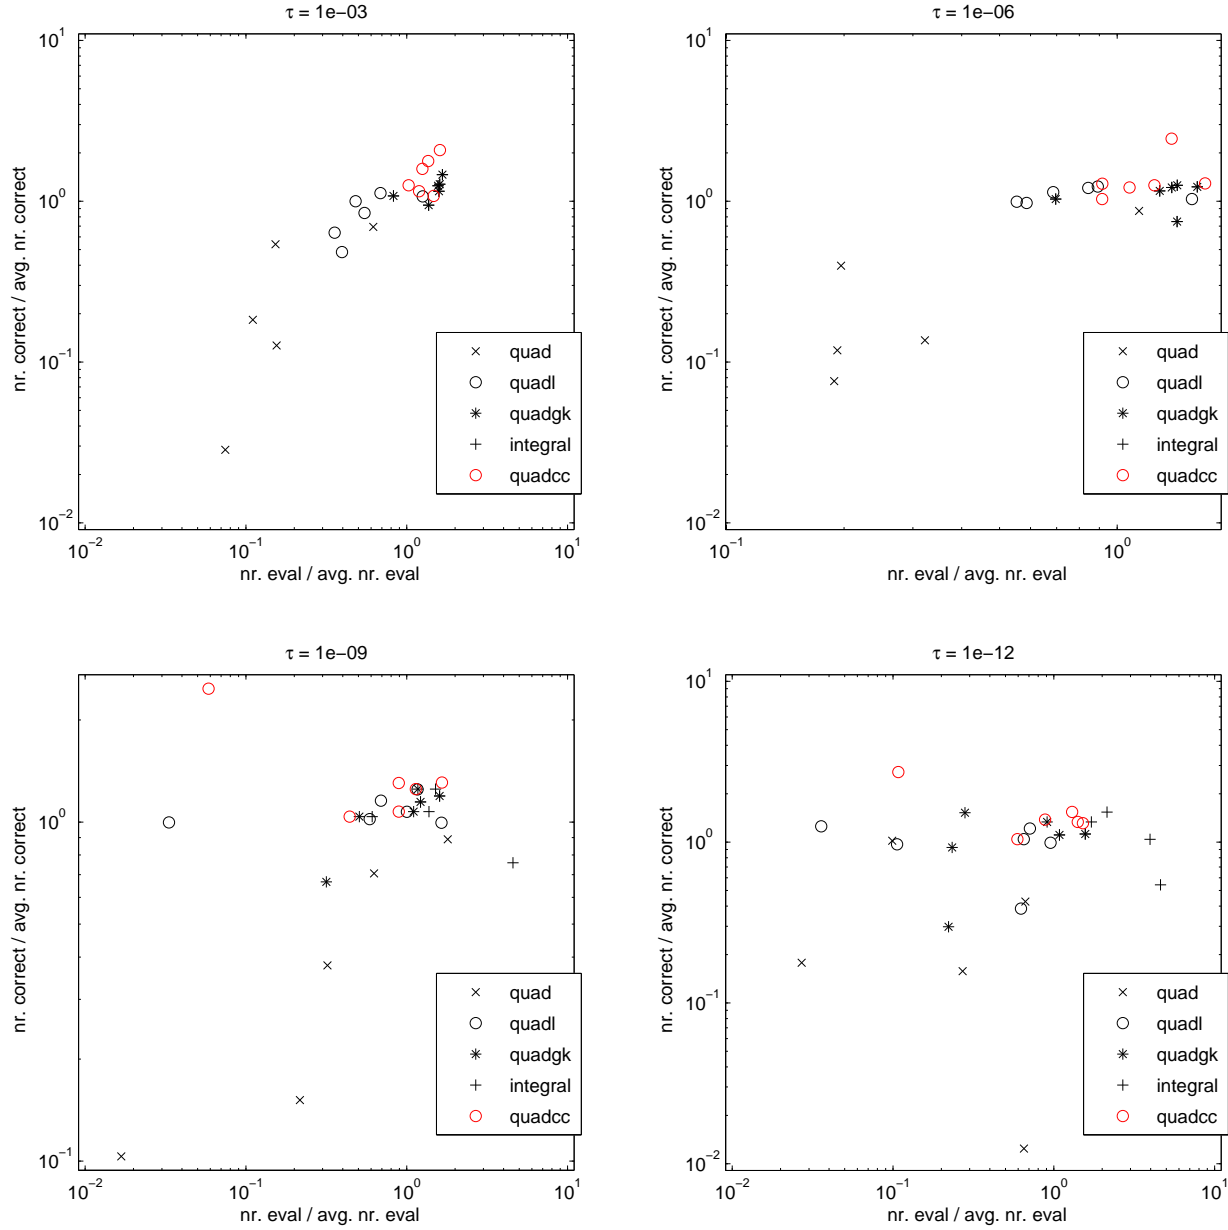 τ = 1e−03
10^1
10^0
10^−1
10^−2
nr. correct / avg. nr. correct
quad
quadl
quadgk
integral
quadcc
10^−2 10^−1 10^0 10^1
nr. eval / avg. nr. eval
τ = 1e−06
10^1
10^0
10^−1
10^−2
nr. correct / avg. nr. correct
quad
quadl
quadgk
integral
quadcc
10^−1 10^0
nr. eval / avg. nr. eval
τ = 1e−09
10^0
10^−1
nr. correct / avg. nr. correct
quad
quadl
quadgk
integral
quadcc
10^−2 10^−1 10^0 10^1
nr. eval / avg. nr. eval
τ = 1e−12
10^1
10^0
10^−1
10^−2
nr. correct / avg. nr. correct
quad
quadl
quadgk
integral
quadcc
10^−2 10^−1 10^0 10^1
nr. eval / avg. nr. eval